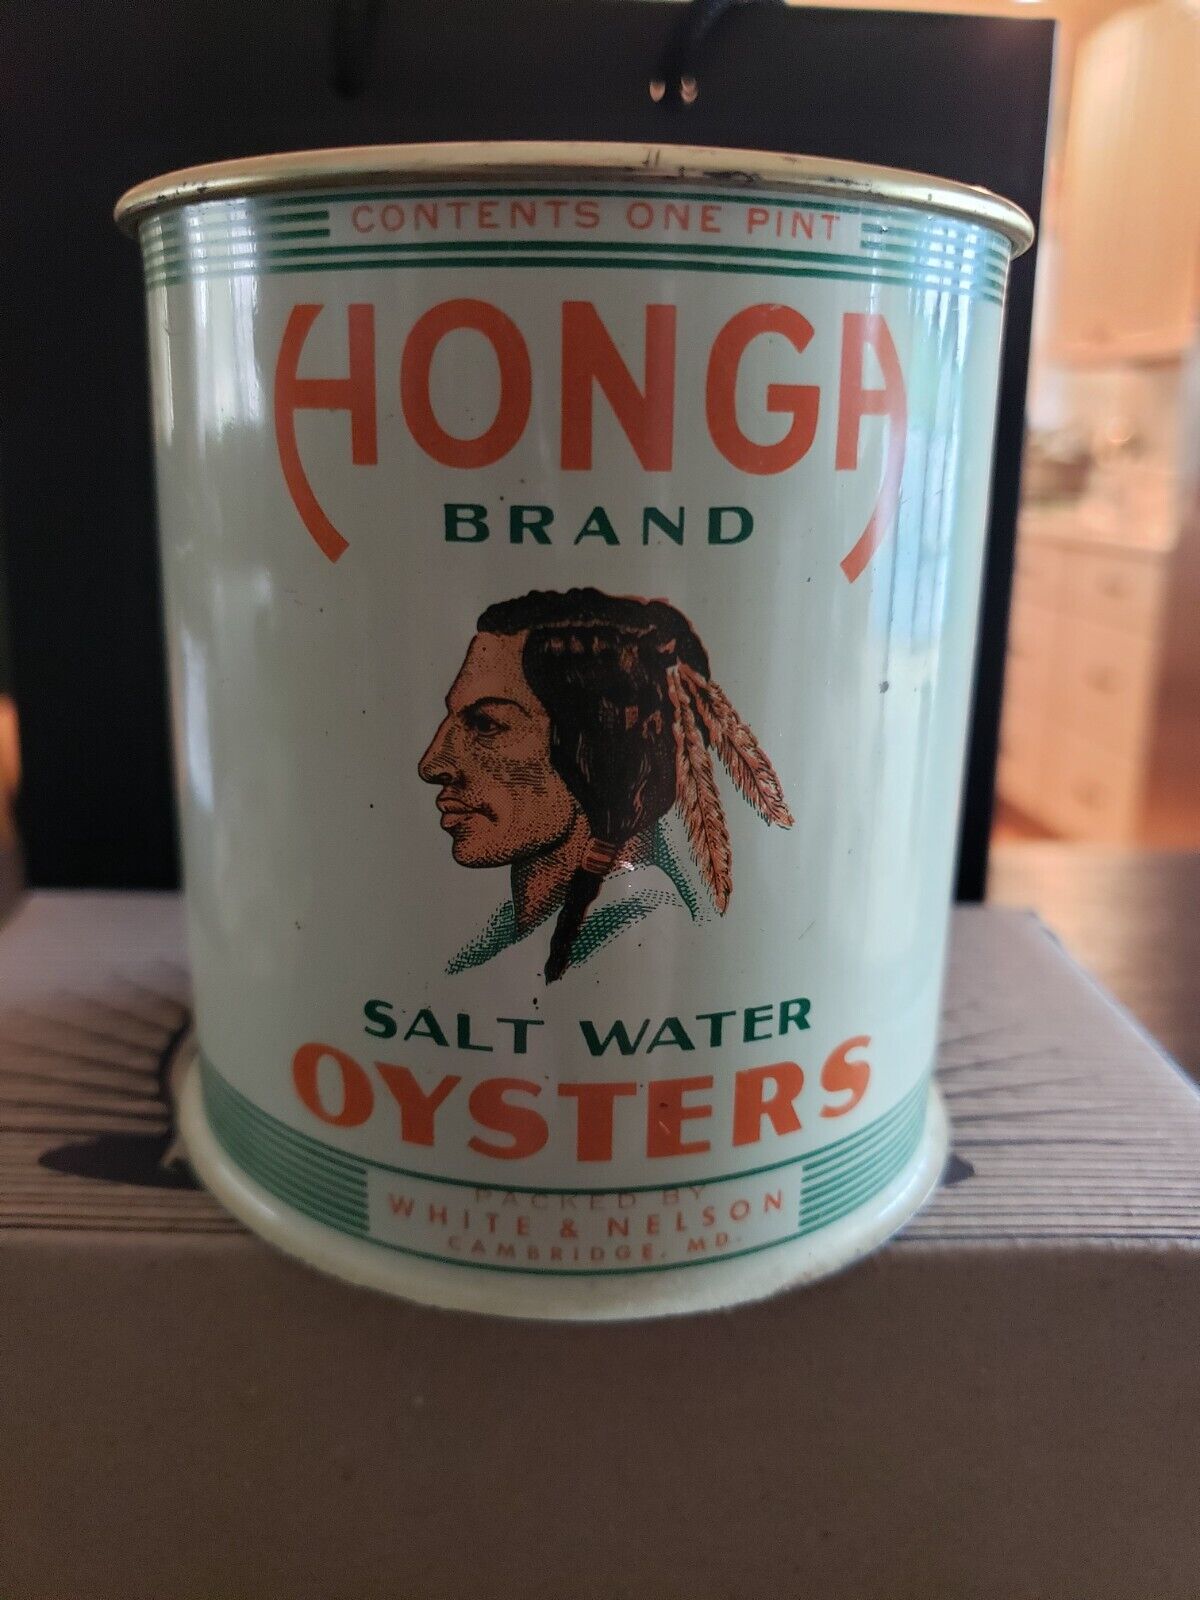 CONTENTS ONE PINT
HONGA
BRAND
SALT WATER
OYSTERS
PACKED BY
WHITE & NELSON
CAMBRIDGE, MD.